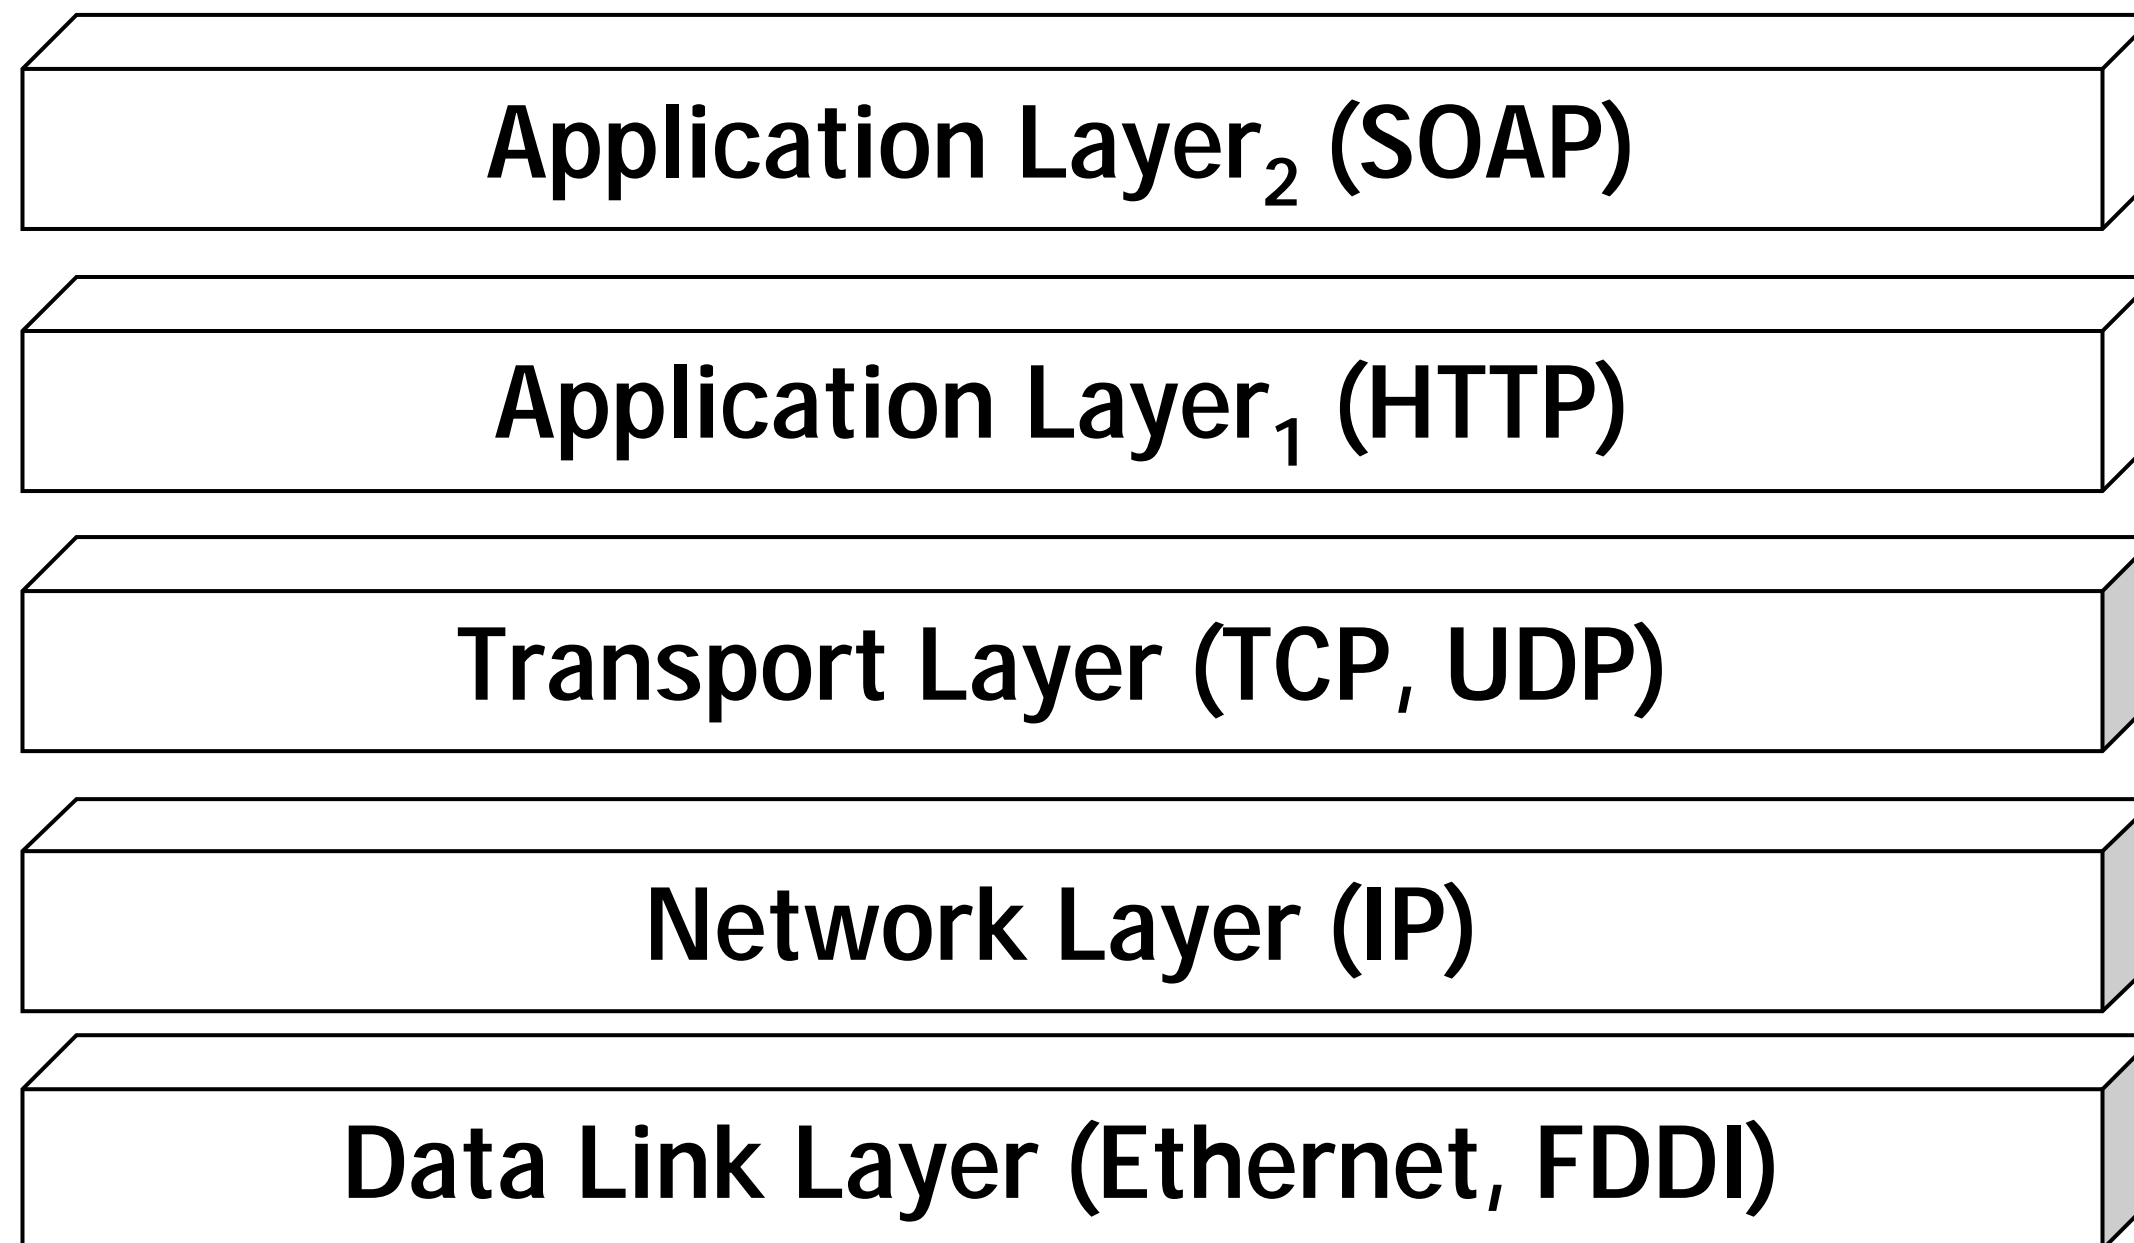 Application Layer₂ (SOAP)
Application Layer₁ (HTTP)
Transport Layer (TCP, UDP)
Network Layer (IP)
Data Link Layer (Ethernet, FDDI)